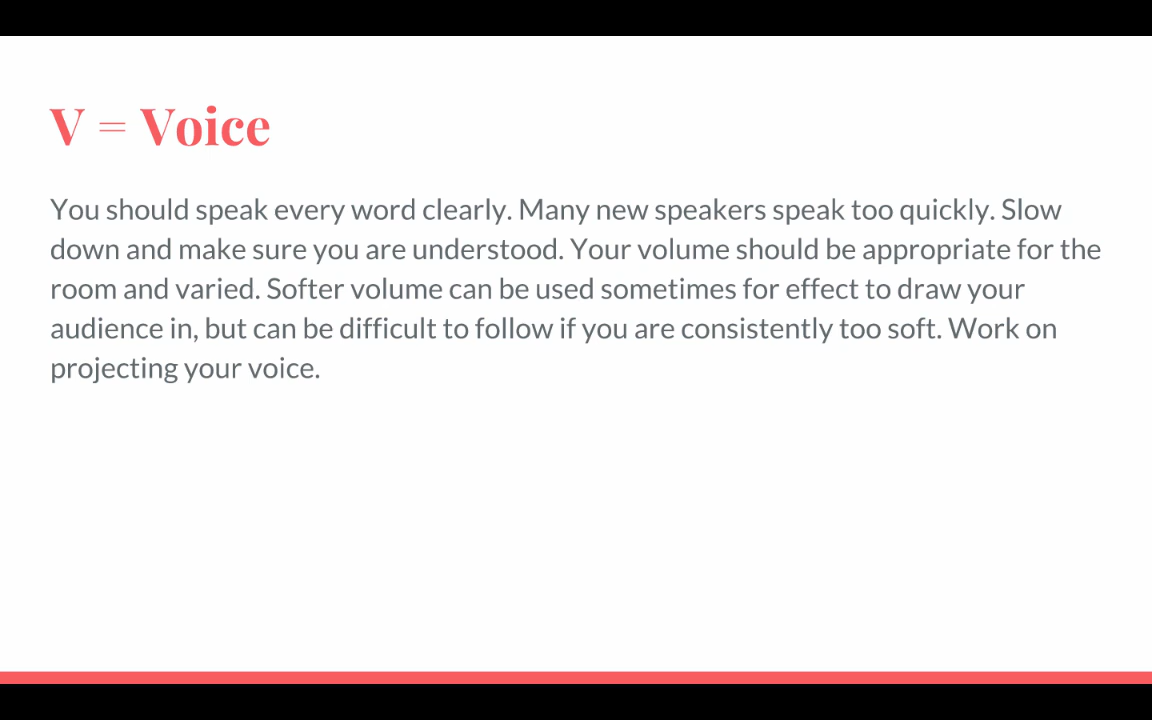 V = Voice
You should speak every word clearly. Many new speakers speak too quickly. Slow
down and make sure you are understood. Your volume should be appropriate for the
room and varied. Softer volume can be used sometimes for effect to draw your
audience in, but can be difficult to follow if you are consistently too soft. Work on
projecting your voice.